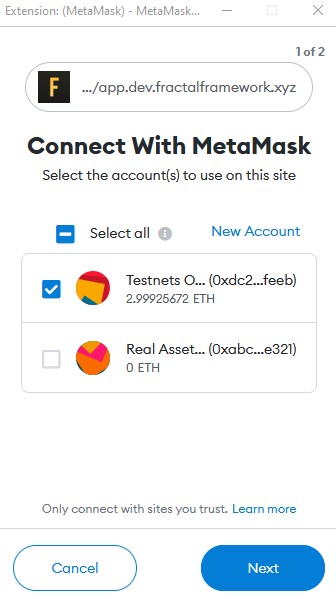 Extension: (MetaMask) - MetaMask...
1 of 2
F
.../app.dev.fractalframework.xyz
Connect With MetaMask
Select the account(s) to use on this site
Select all
New Account
Testnets O... (0xdc2...feeb)
2.99925672 ETH
Real Asset... (0xabc...e321)
0 ETH
Only connect with sites you trust. Learn more
Cancel
Next